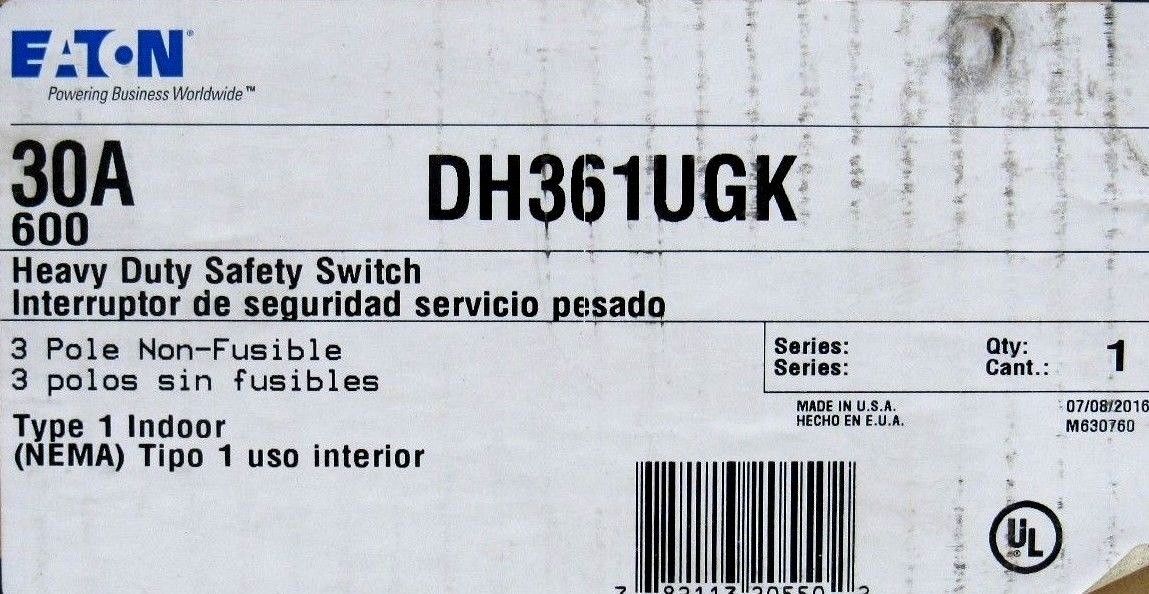 EATON
Powering Business Worldwide™
30A
600
DH361UGK
Heavy Duty Safety Switch
Interruptor de seguridad servicio pesado
3 Pole Non-Fusible
3 polos sin fusibles
Type 1 Indoor
(NEMA) Tipo 1 uso interior
Series:
Series:
Qty:
Cant.:
1
MADE IN U.S.A.
HECHO EN E.U.A.
07/08/2016
M630760
UL